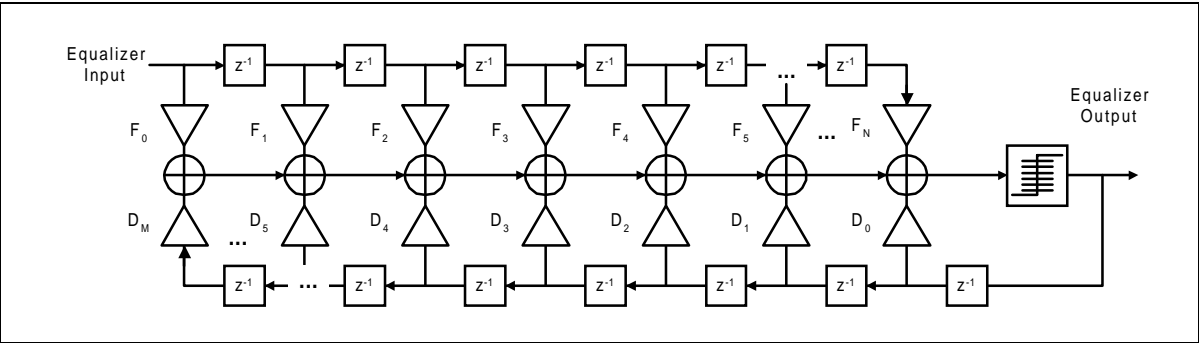 Equalizer
Input
z-1 z-1 z-1 z-1 z-1 ... z-1
Equalizer
Output
F0 F1 F2 F3 F4 F5 ... FN
DM ... D5 D4 D3 D2 D1 D0
z-1 ... z-1 z-1 z-1 z-1 z-1 z-1